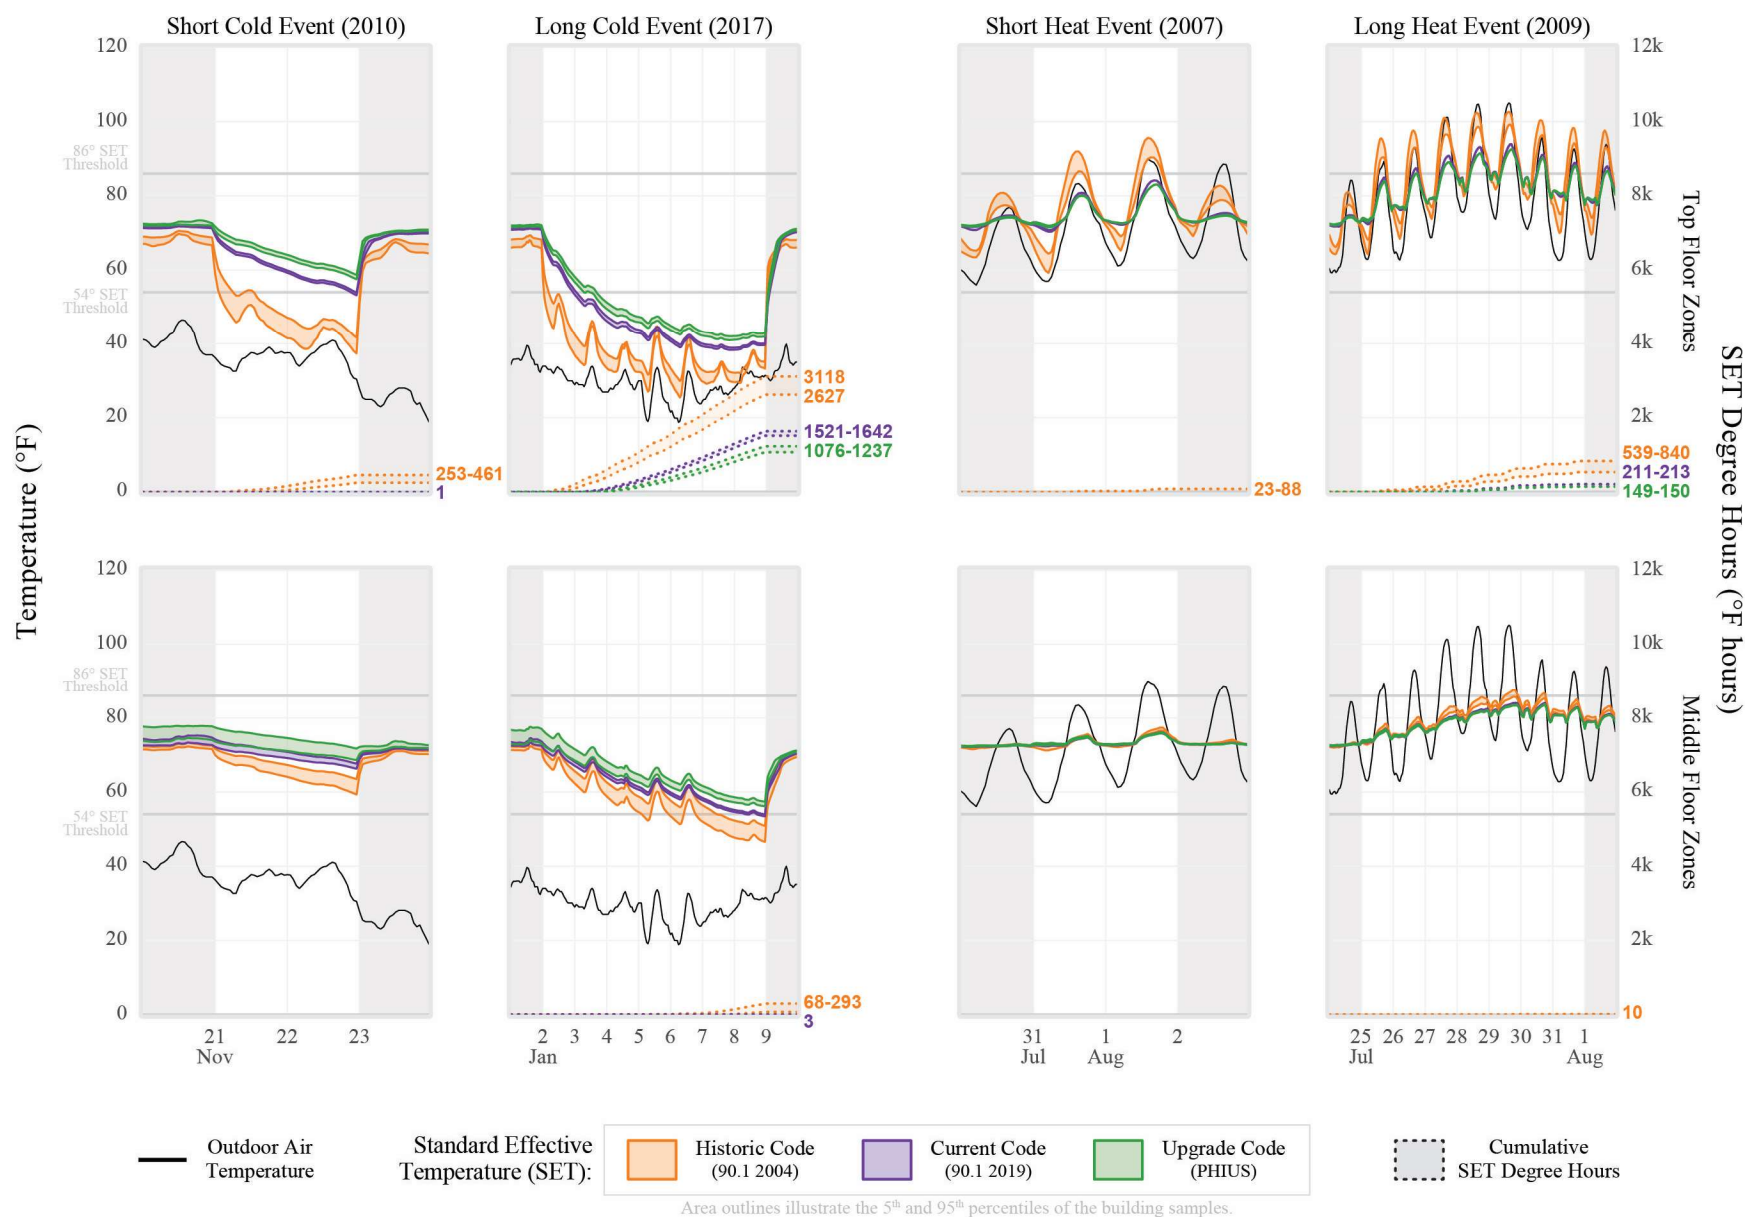 Short Cold Event (2010)
Long Cold Event (2017)
Short Heat Event (2007)
Long Heat Event (2009)
120
100
86° SET
Threshold
80
60
54° SET
Threshold
40
20
0
253-461
1
3118
2627
1521-1642
1076-1237
23-88
539-840
211-213
149-150
12k
10k
8k
6k
4k
2k
Top Floor Zones
Temperature (°F)
SET Degree Hours (°F hours)
120
100
86° SET
Threshold
80
60
54° SET
Threshold
40
20
0
68-293
3
10
12k
10k
8k
6k
4k
2k
Middle Floor Zones
21 22 23
Nov
2 3 4 5 6 7 8 9
Jan
31 1 2
Jul Aug
25 26 27 28 29 30 31 1
Jul Aug
Outdoor Air
Temperature
Standard Effective
Temperature (SET):
Historic Code
(90.1 2004)
Current Code
(90.1 2019)
Upgrade Code
(PHIUS)
Cumulative
SET Degree Hours
Area outlines illustrate the 5th and 95th percentiles of the building samples.